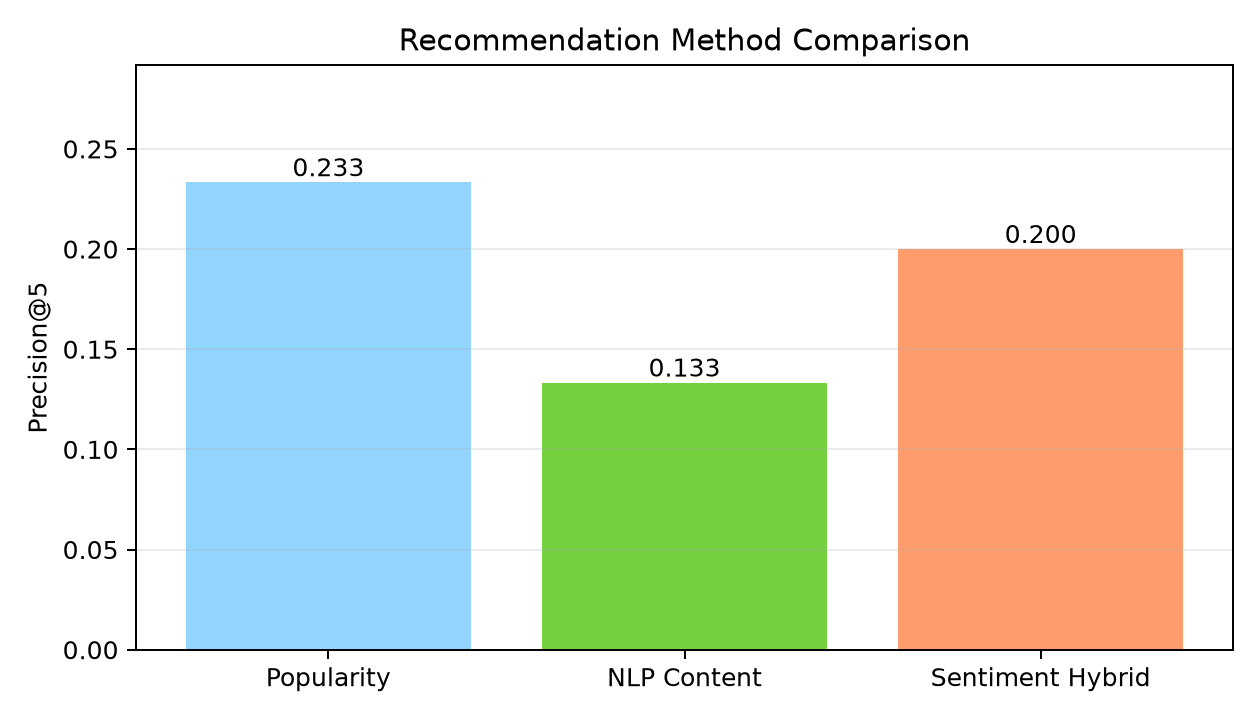 Recommendation Method Comparison
Precision@5
0.25
0.20
0.15
0.10
0.05
0.00
0.233
0.133
0.200
Popularity
NLP Content
Sentiment Hybrid